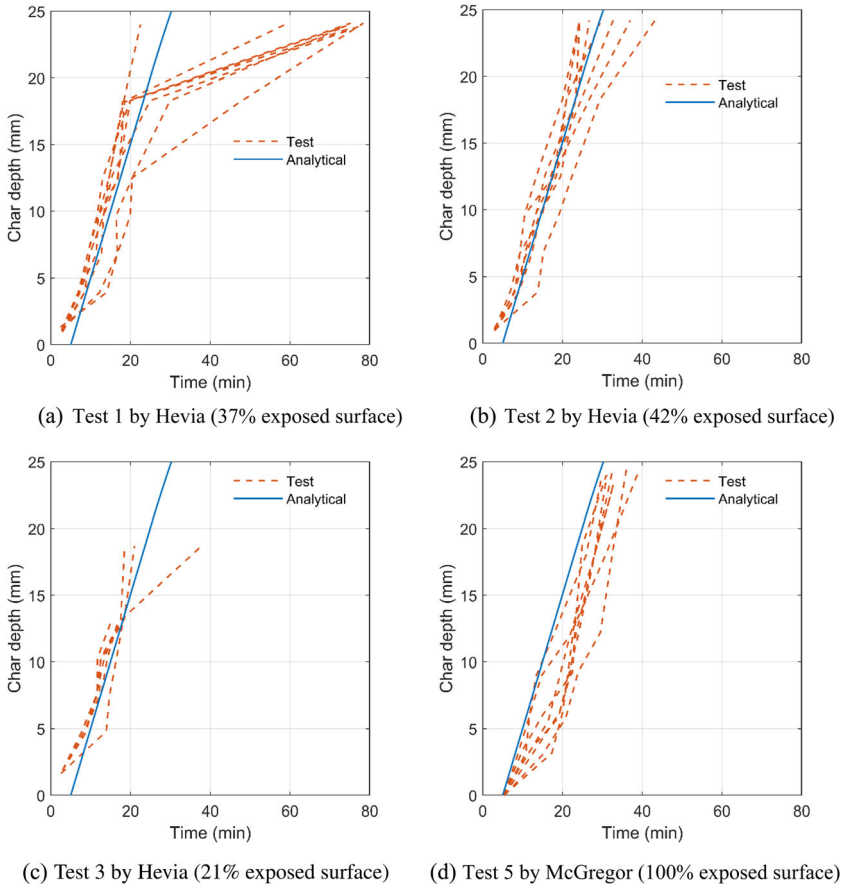 25
20
15
10
5
0
Char depth (mm)
Test
Analytical
0 20 40 60 80
Time (min)
(a) Test 1 by Hevia (37% exposed surface)
25
20
15
10
5
0
Char depth (mm)
Test
Analytical
0 20 40 60 80
Time (min)
(b) Test 2 by Hevia (42% exposed surface)
25
20
15
10
5
0
Char depth (mm)
Test
Analytical
0 20 40 60 80
Time (min)
(c) Test 3 by Hevia (21% exposed surface)
25
20
15
10
5
0
Char depth (mm)
Test
Analytical
0 20 40 60 80
Time (min)
(d) Test 5 by McGregor (100% exposed surface)